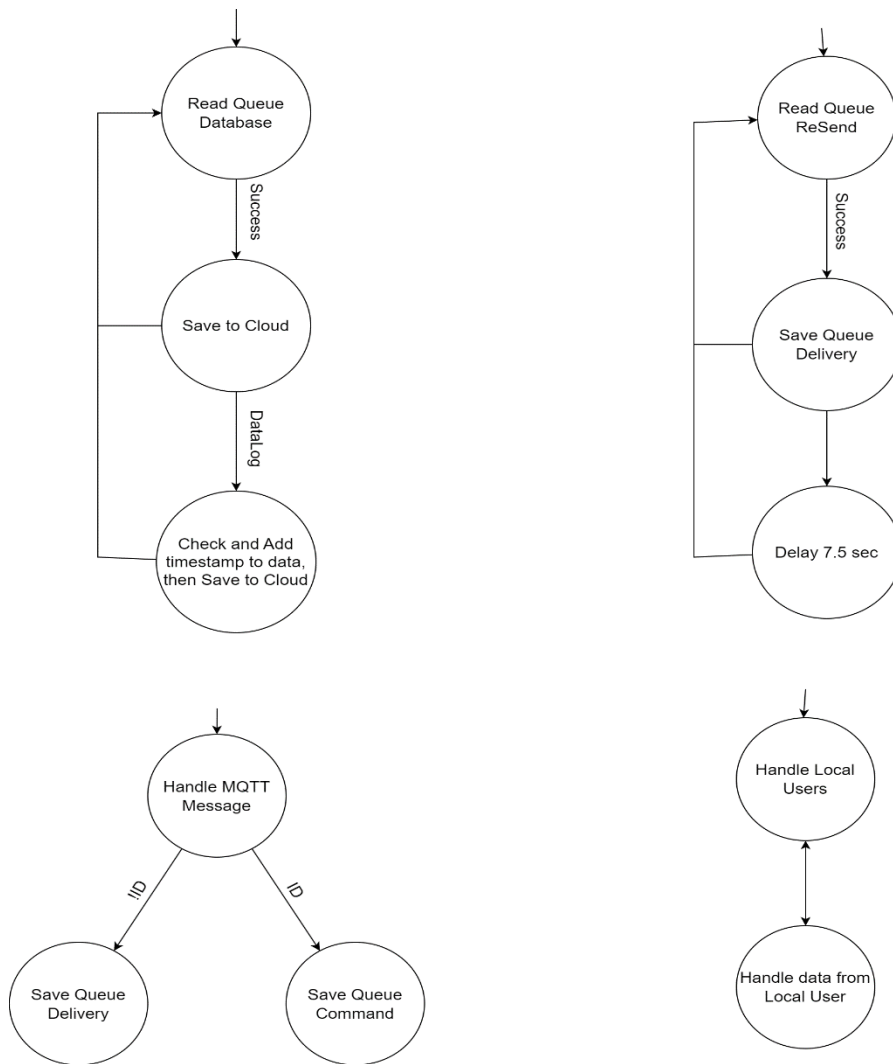 Read Queue
Database
Success
Save to Cloud
DataLog
Check and Add
timestamp to data,
then Save to Cloud
Read Queue
ReSend
Success
Save Queue
Delivery
Delay 7.5 sec
Handle MQTT
Message
!ID
ID
Save Queue
Delivery
Save Queue
Command
Handle Local
Users
Handle data from
Local User